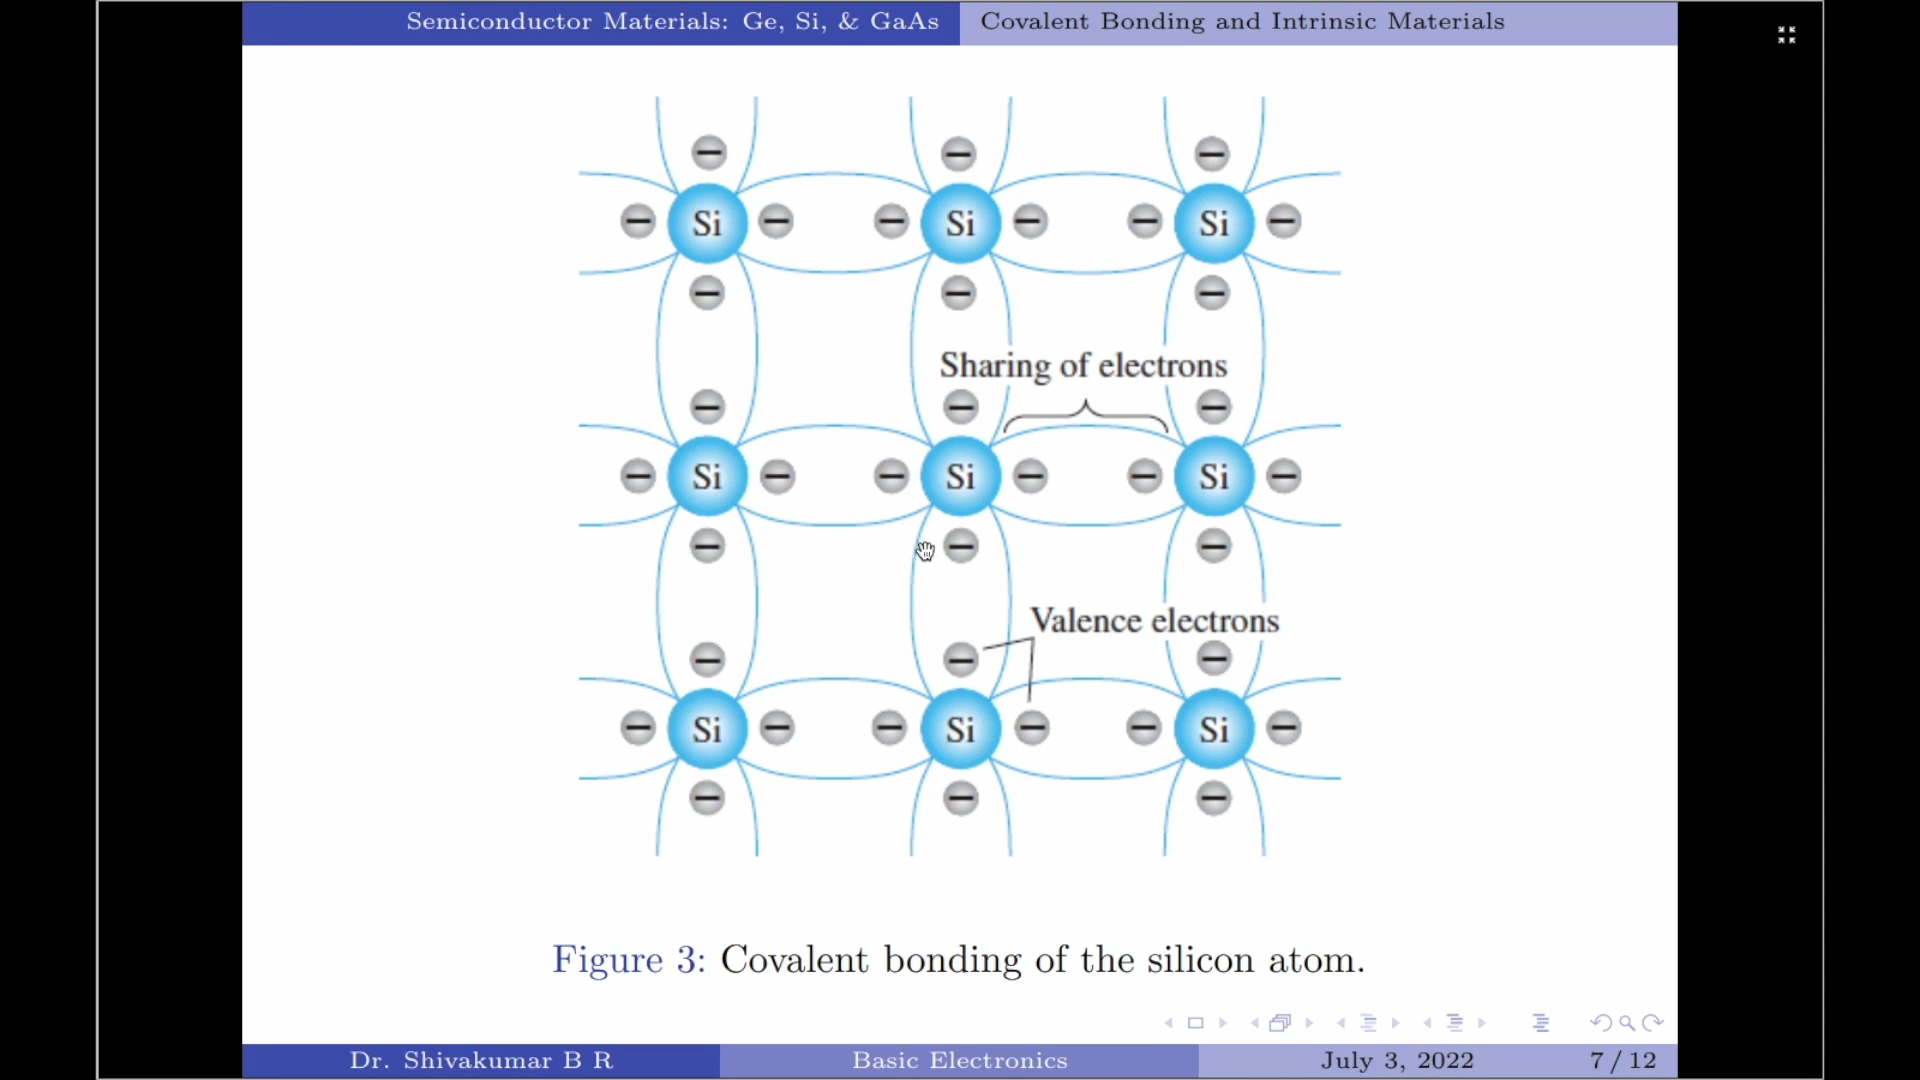 Semiconductor Materials: Ge, Si, & GaAs Covalent Bonding and Intrinsic Materials
Si Si Si
Sharing of electrons
Si Si Si
Valence electrons
Si Si Si
Figure 3: Covalent bonding of the silicon atom.
Dr. Shivakumar B R Basic Electronics July 3, 2022 7 / 12